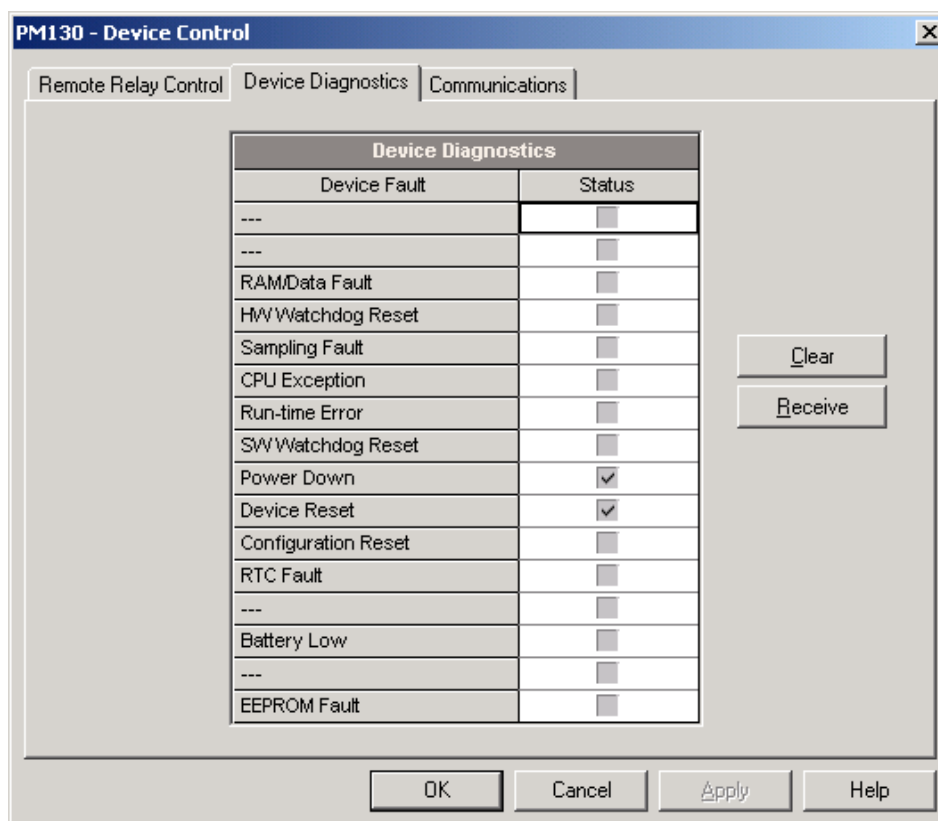 PM130 - Device Control
Remote Relay Control Device Diagnostics Communications
Device Diagnostics
Device Fault Status
---
---
RAM/Data Fault
HW Watchdog Reset
Sampling Fault
CPU Exception
Run-time Error
SW Watchdog Reset
Power Down
Device Reset
Configuration Reset
RTC Fault
---
Battery Low
---
EEPROM Fault
Clear
Receive
OK Cancel Apply Help